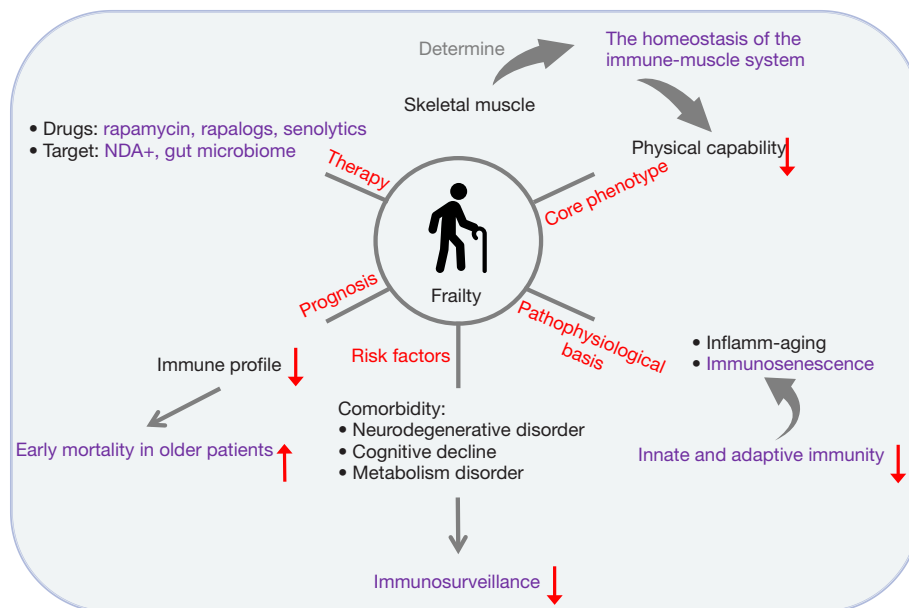 Determine
The homeostasis of the
immune-muscle system
Skeletal muscle
• Drugs: rapamycin, rapalogs, senolytics
• Target: NDA+, gut microbiome
Physical capability
Therapy
Core phenotype
Frailty
Prognosis
Pathophysiological
basis
Risk factors
Immune profile
• Inflamm-aging
• Immunosenescence
Comorbidity:
• Neurodegenerative disorder
• Cognitive decline
• Metabolism disorder
Early mortality in older patients
Innate and adaptive immunity
Immunosurveillance